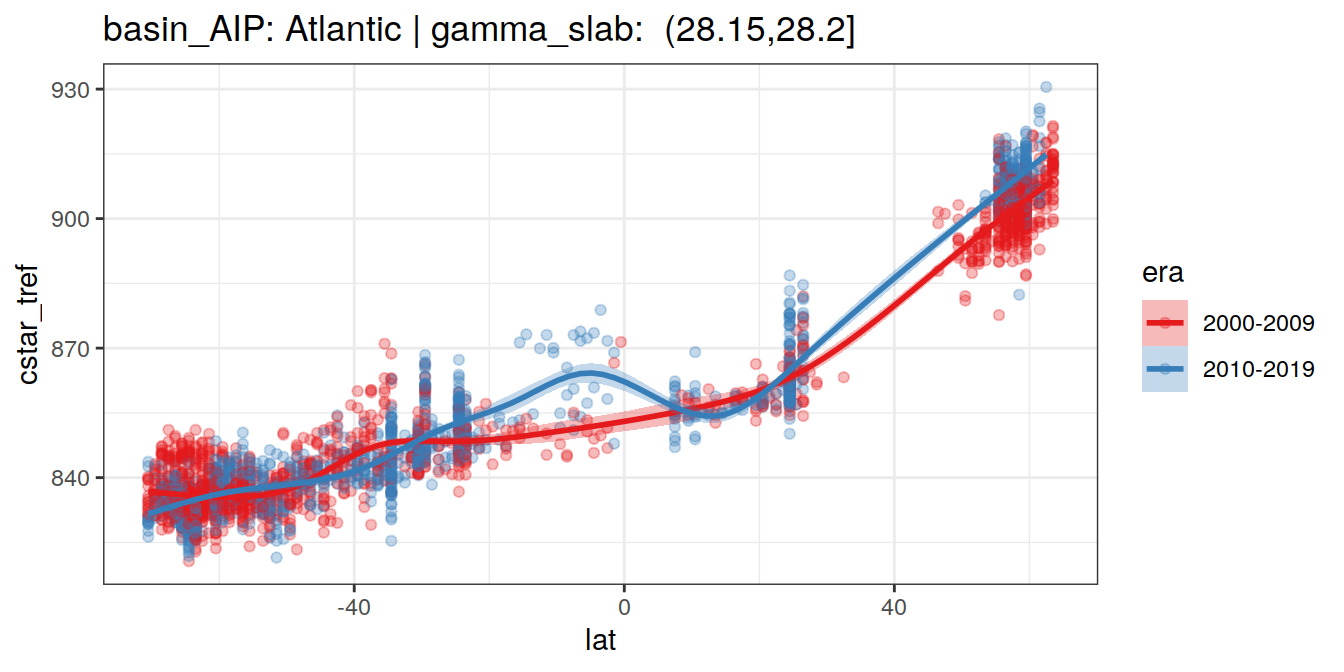 basin_AIP: Atlantic | gamma_slab:  (28.15,28.2]
930
900
870
840
cstar_tref
-40
0
40
lat
era
2000-2009
2010-2019